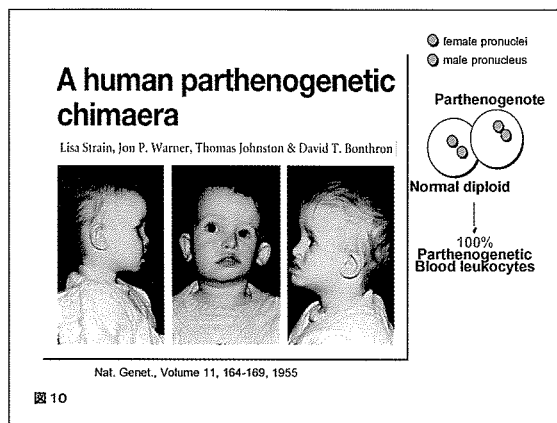 female pronuclei
male pronucleus
A human parthenogenetic
chimaera
Lisa Strain, Jon P. Warner, Thomas Johnston & David T. Bonthron
Parthenogenote
Normal diploid
100%
Parthenogenetic
Blood leukocytes
Nat. Genet., Volume 11, 164-169, 1955
図10